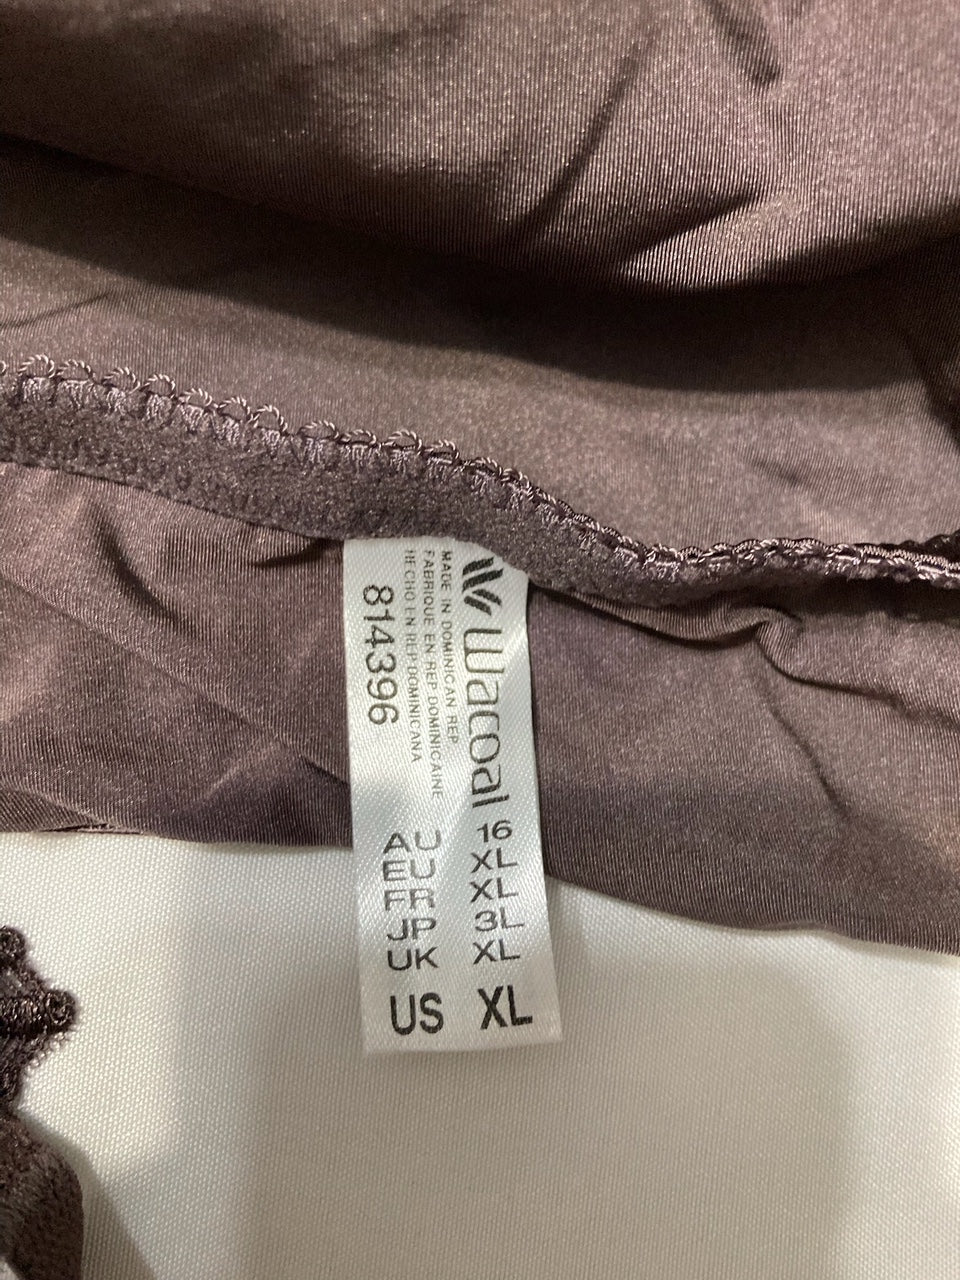 Wacoal
MADE IN DOMINICAN REP
FABRIQUE EN REP DOMINICAINE
HECHO EN REP DOMINICANA
814396
AU 16
EU XL
FR XL
JP 3L
UK XL
US XL